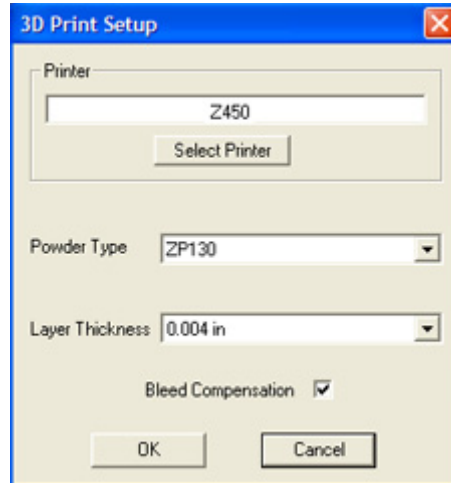 3D Print Setup
Printer
Z450
Select Printer
Powder Type ZP130
Layer Thickness 0.004 in
Bleed Compensation
OK Cancel